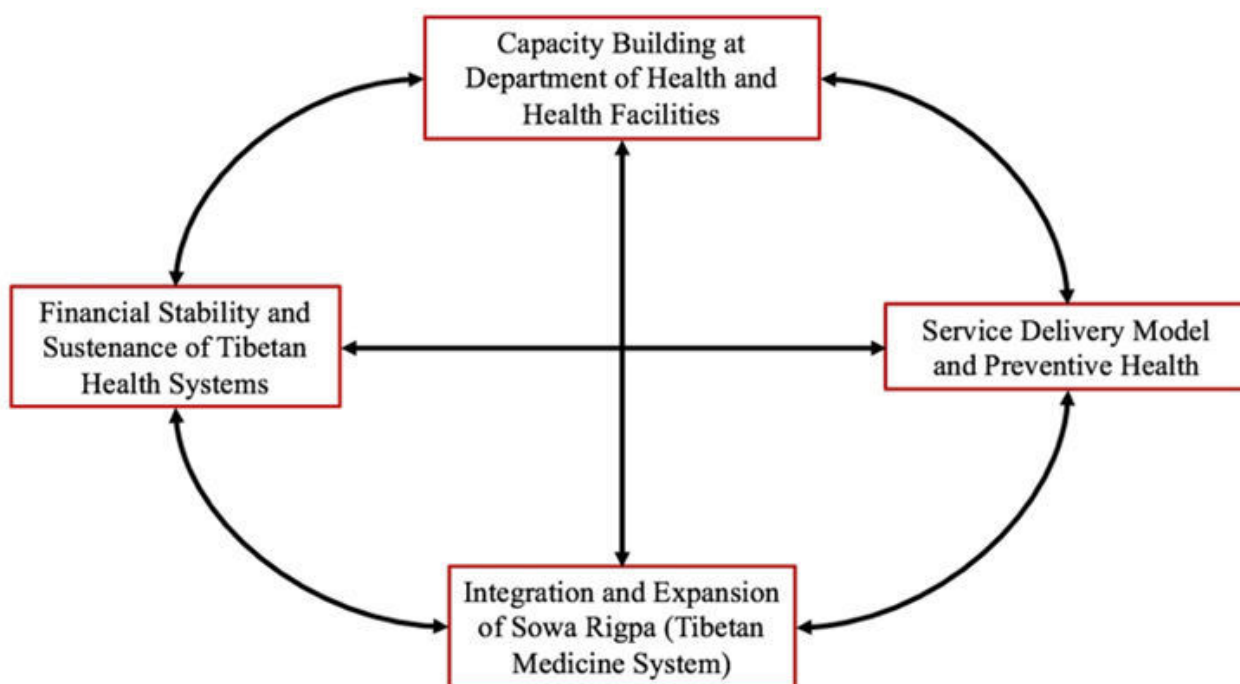 Capacity Building at
Department of Health and
Health Facilities
Financial Stability and
Sustenance of Tibetan
Health Systems
Service Delivery Model
and Preventive Health
Integration and Expansion
of Sowa Rigpa (Tibetan
Medicine System)